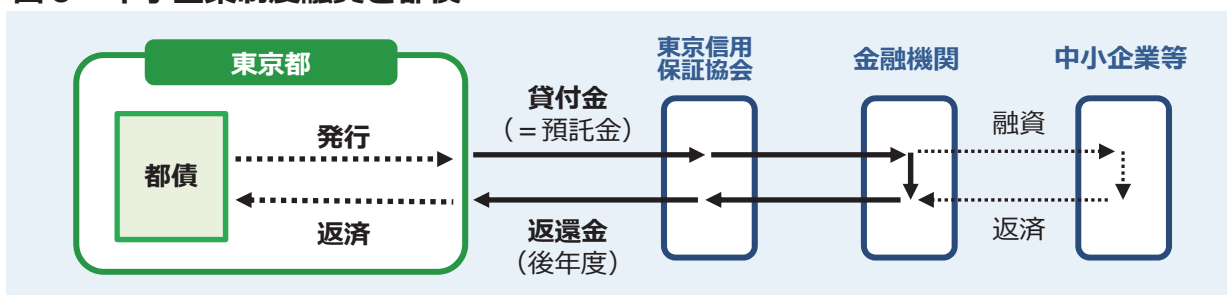 東京都
都債
発行
返済
貸付金
（=預託金）
返還金
（後年度）
東京信用
保証協会
金融機関
中小企業等
融資
返済